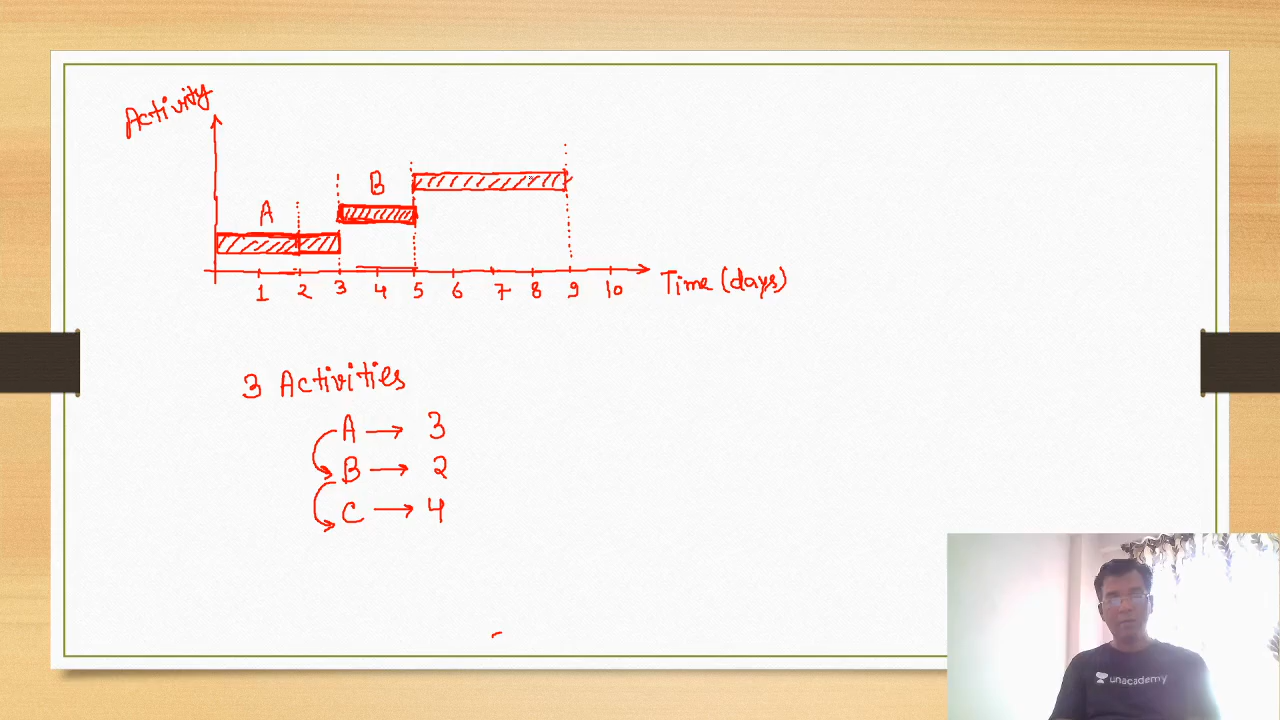 Activity
B
A
1 2 3 4 5 6 7 8 9 10 Time (days)
3 Activities
A → 3
B → 2
C → 4
unacademy